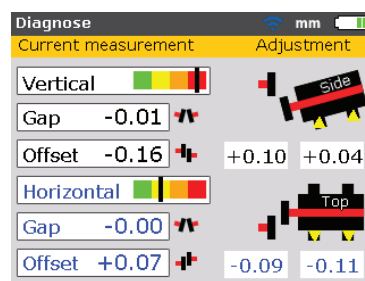 Diagnose mm
Current measurement Adjustment
Vertical Side
Gap -0.01
Offset -0.16 +0.10 +0.04
Horizontal Top
Gap -0.00
Offset +0.07 -0.09 -0.11